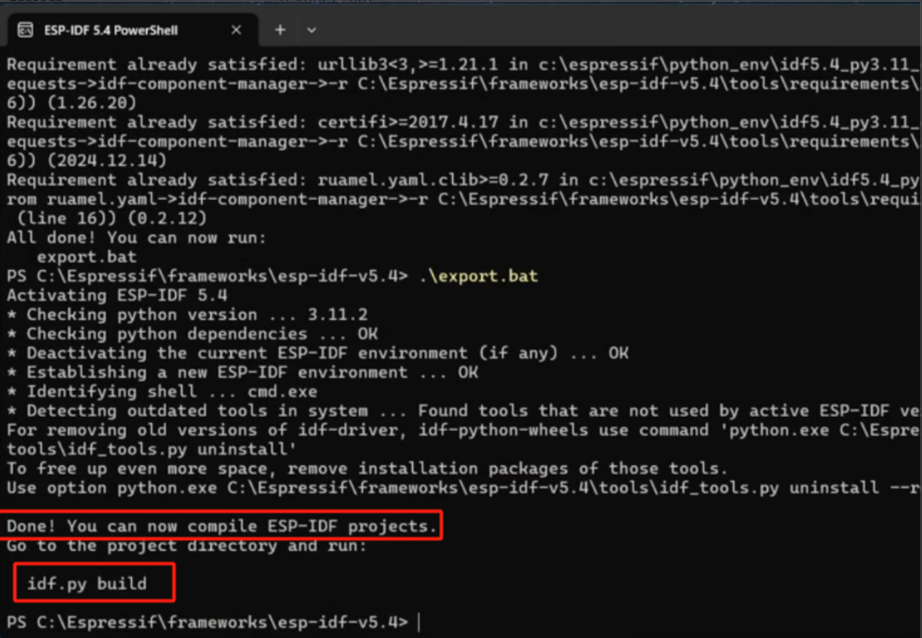 ESP-IDF 5.4 PowerShell
Requirement already satisfied: urllib3<3,>=1.21.1 in c:\espressif\python_env\idf5.4_py3.11_
equests->idf-component-manager->-r C:\Espressif\frameworks\esp-idf-v5.4\tools\requirements\
6)) (1.26.20)
Requirement already satisfied: certifi>=2017.4.17 in c:\espressif\python_env\idf5.4_py3.11_
equests->idf-component-manager->-r C:\Espressif\frameworks\esp-idf-v5.4\tools\requirements\
6)) (2024.12.14)
Requirement already satisfied: ruamel.yaml.clib>=0.2.7 in c:\espressif\python_env\idf5.4_py
rom ruamel.yaml->idf-component-manager->-r C:\Espressif\frameworks\esp-idf-v5.4\tools\requi
(line 16)) (0.2.12)
All done! You can now run:
export.bat
PS C:\Espressif\frameworks\esp-idf-v5.4> .\export.bat
Activating ESP-IDF 5.4
* Checking python version ... 3.11.2
* Checking python dependencies ... OK
* Deactivating the current ESP-IDF environment (if any) ... OK
* Establishing a new ESP-IDF environment ... OK
* Identifying shell ... cmd.exe
* Detecting outdated tools in system ... Found tools that are not used by active ESP-IDF ve
For removing old versions of idf-driver, idf-python-wheels use command 'python.exe C:\Espre
tools\idf_tools.py uninstall'
To free up even more space, remove installation packages of those tools.
Use option python.exe C:\Espressif\frameworks\esp-idf-v5.4\tools\idf_tools.py uninstall --r
Done! You can now compile ESP-IDF projects.
Go to the project directory and run:
idf.py build
PS C:\Espressif\frameworks\esp-idf-v5.4>